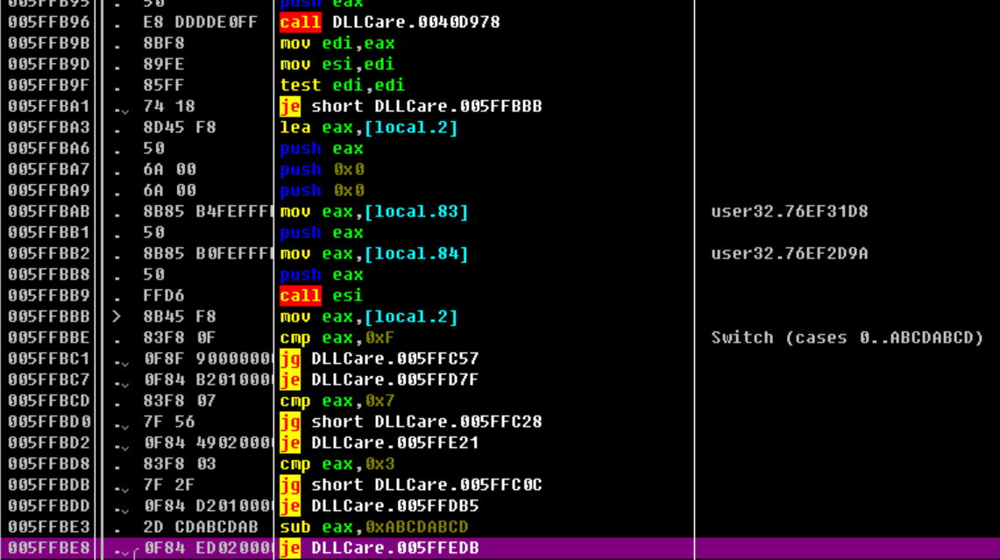 005FFB95 . 50 push eax
005FFB96 . E8 DDDDE0FF call DLLCare.0040D978
005FFB9B . 8BF8 mov edi,eax
005FFB9D . 89FE mov esi,edi
005FFB9F . 85FF test edi,edi
005FFBA1 .v 74 18 je short DLLCare.005FFBBB
005FFBA3 . 8D45 F8 lea eax,[local.2]
005FFBA6 . 50 push eax
005FFBA7 . 6A 00 push 0x0
005FFBA9 . 6A 00 push 0x0
005FFBAB . 8B85 B4FEFFF mov eax,[local.83] user32.76EF31D8
005FFBB1 . 50 push eax
005FFBB2 . 8B85 B0FEFFF mov eax,[local.84] user32.76EF2D9A
005FFBB8 . 50 push eax
005FFBB9 . FFD6 call esi
005FFBBB > 8B45 F8 mov eax,[local.2]
005FFBBE . 83F8 0F cmp eax,0xF Switch (cases 0..ABCDABCD)
005FFBC1 .v 0F8F 9000000 jg DLLCare.005FFC57
005FFBC7 .v 0F84 B201000 je DLLCare.005FFD7F
005FFBCD . 83F8 07 cmp eax,0x7
005FFBD0 .v 7F 56 jg short DLLCare.005FFC28
005FFBD2 .v 0F84 4902000 je DLLCare.005FFE21
005FFBD8 . 83F8 03 cmp eax,0x3
005FFBDB .v 7F 2F jg short DLLCare.005FFC0C
005FFBDD .v 0F84 D201000 je DLLCare.005FFDB5
005FFBE3 . 2D CDABCDAB sub eax,0xABCDABCD
005FFBE8 .v 0F84 ED02000 je DLLCare.005FFEDB